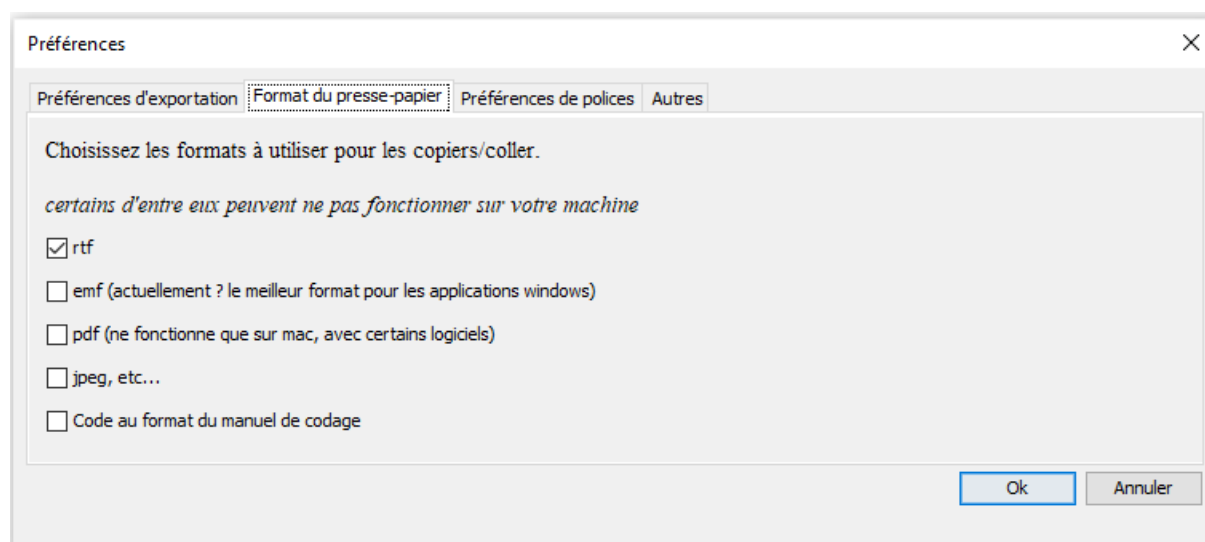 Préférences
Préférences d'exportation Format du presse-papier Préférences de polices Autres
Choisissez les formats à utiliser pour les copiers/coller.
certains d'entre eux peuvent ne pas fonctionner sur votre machine
rtf
emf (actuellement ? le meilleur format pour les applications windows)
pdf (ne fonctionne que sur mac, avec certains logiciels)
jpeg, etc...
Code au format du manuel de codage
Ok Annuler